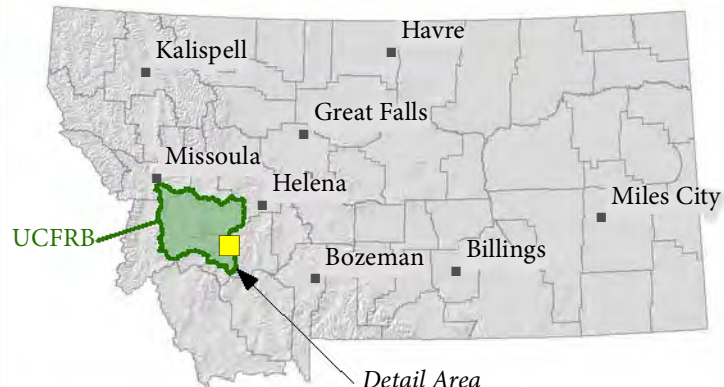 Havre
Kalispell
Great Falls
Missoula
Helena
Miles City
UCFRB
Billings
Bozeman
Detail Area